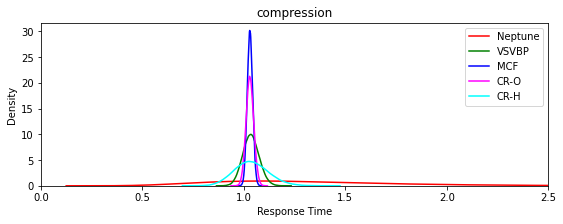 compression
Density
30
25
20
15
10
5
0
0.0 0.5 1.0 1.5 2.0 2.5
Response Time
Neptune
VSVBP
MCF
CR-O
CR-H